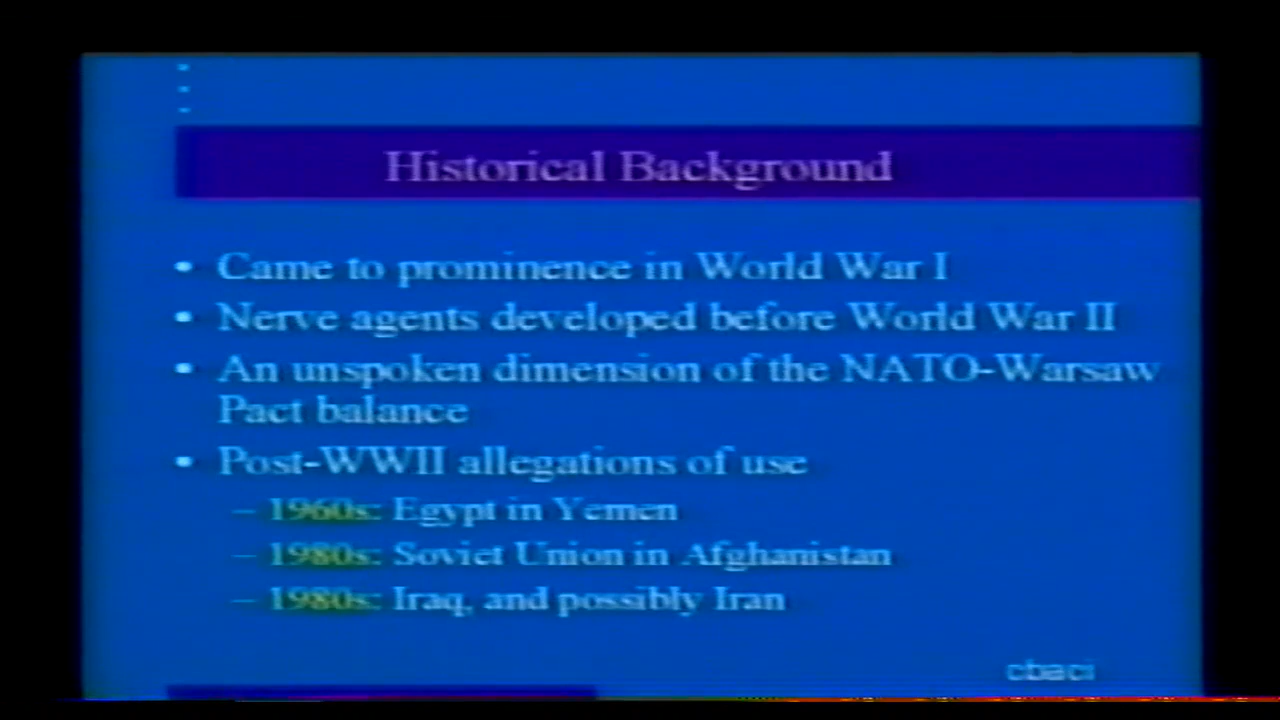 Historical Background
• Came to prominence in World War I
• Nerve agents developed before World War II
• An unspoken dimension of the NATO-Warsaw
Pact balance
• Post-WWII allegations of use
– 1960s: Egypt in Yemen
– 1980s: Soviet Union in Afghanistan
– 1980s: Iraq, and possibly Iran
cbaci